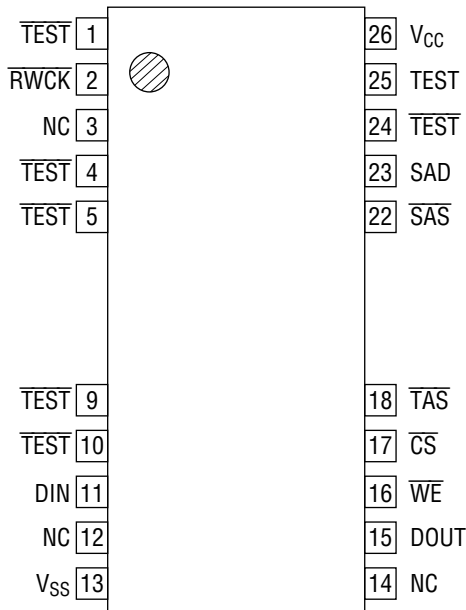 TEST 1 26 VCC
RWCK 2 25 TEST
NC 3 24 TEST
TEST 4 23 SAD
TEST 5 22 SAS
TEST 9 18 TAS
TEST 10 17 CS
DIN 11 16 WE
NC 12 15 DOUT
VSS 13 14 NC